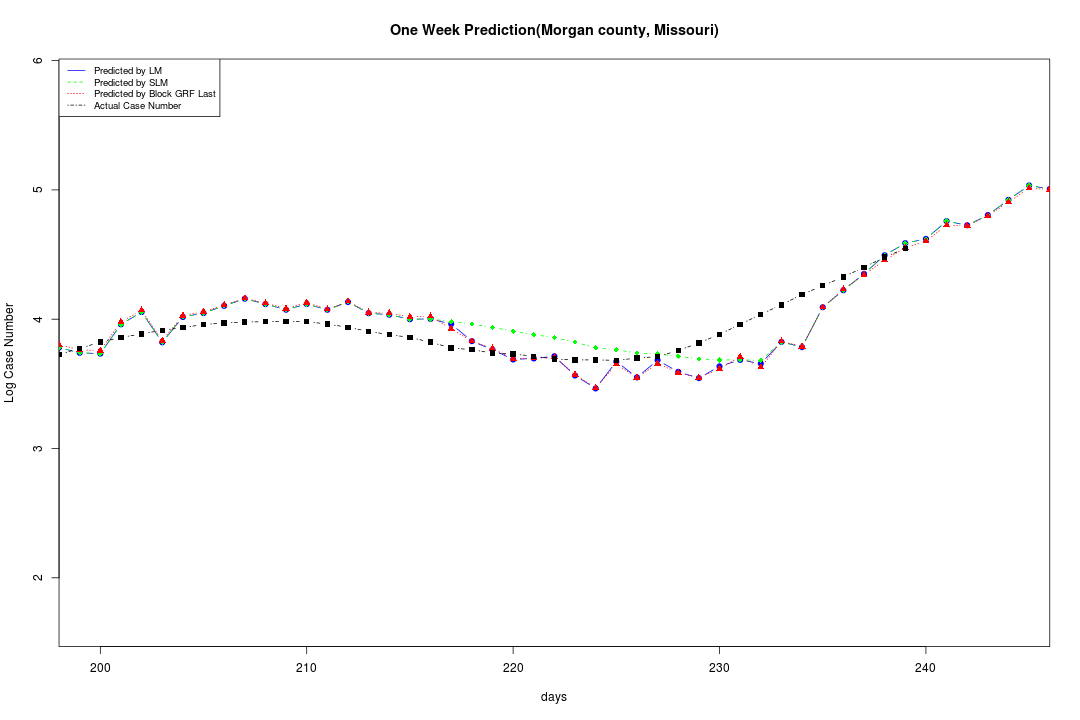 One Week Prediction(Morgan county, Missouri)
Predicted by LM
Predicted by SLM
Predicted by Block GRF Last
Actual Case Number
6
5
4
3
2
Log Case Number
200 210 220 230 240
days